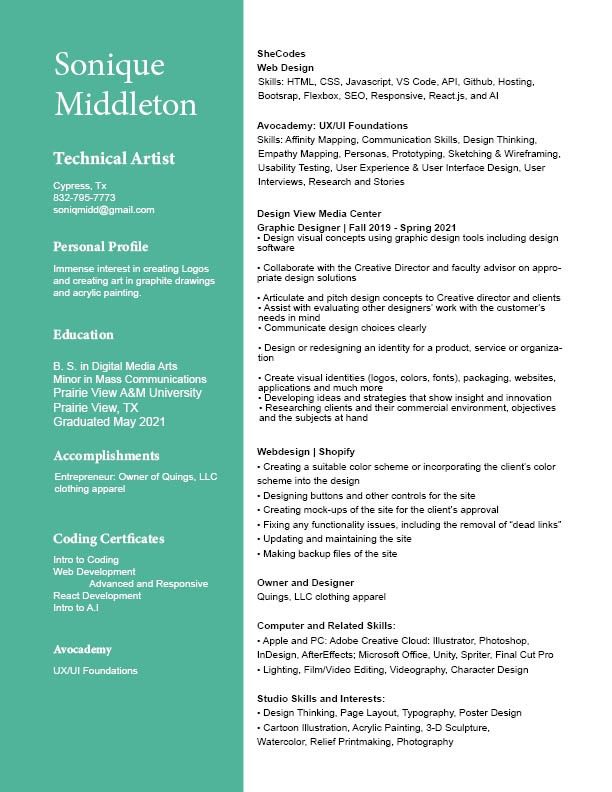 Sonique
Middleton
Technical Artist
Cypress, Tx
832-795-7773
soniqmidd@gmail.com
Personal Profile
Immense interest in creating Logos
and creating art in graphite drawings
and acrylic painting.
Education
B. S. in Digital Media Arts
Minor in Mass Communications
Prairie View A&M University
Prairie View, TX
Graduated May 2021
Accomplishments
Entrepreneur: Owner of Quings, LLC
clothing apparel
Coding Certficates
Intro to Coding
Web Development
Advanced and Responsive
React Development
Intro to A.I
Avocademy
UX/UI Foundations
SheCodes
Web Design
Skills: HTML, CSS, Javascript, VS Code, API, Github, Hosting,
Bootsrap, Flexbox, SEO, Responsive, React.js, and AI
Avocademy: UX/UI Foundations
Skills: Affinity Mapping, Communication Skills, Design Thinking,
Empathy Mapping, Personas, Prototyping, Sketching & Wireframing,
Usability Testing, User Experience & User Interface Design, User
Interviews, Research and Stories
Design View Media Center
Graphic Designer | Fall 2019 - Spring 2021
• Design visual concepts using graphic design tools including design
software
• Collaborate with the Creative Director and faculty advisor on appro-
priate design solutions
• Articulate and pitch design concepts to Creative director and clients
• Assist with evaluating other designers' work with the customer's
needs in mind
• Communicate design choices clearly
• Design or redesigning an identity for a product, service or organiza-
tion
• Create visual identities (logos, colors, fonts), packaging, websites,
applications and much more
• Developing ideas and strategies that show insight and innovation
• Researching clients and their commercial environment, objectives
and the subjects at hand
Webdesign | Shopify
• Creating a suitable color scheme or incorporating the client's color
scheme into the design
• Designing buttons and other controls for the site
• Creating mock-ups of the site for the client's approval
• Fixing any functionality issues, including the removal of "dead links"
• Updating and maintaining the site
• Making backup files of the site
Owner and Designer
Quings, LLC clothing apparel
Computer and Related Skills:
• Apple and PC: Adobe Creative Cloud: Illustrator, Photoshop,
InDesign, AfterEffects; Microsoft Office, Unity, Spriter, Final Cut Pro
• Lighting, Film/Video Editing, Videography, Character Design
Studio Skills and Interests:
• Design Thinking, Page Layout, Typography, Poster Design
• Cartoon Illustration, Acrylic Painting, 3-D Sculpture,
Watercolor, Relief Printmaking, Photography